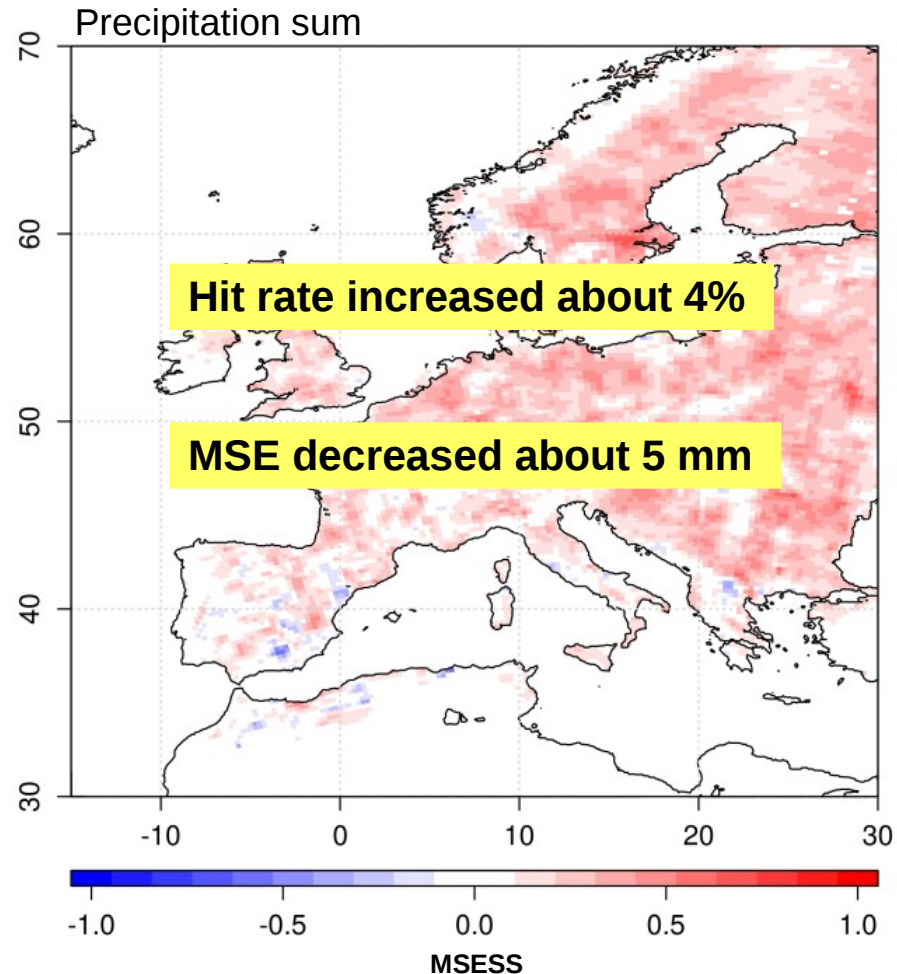 Precipitation sum
70
60
Hit rate increased about 4%
50
MSE decreased about 5 mm
40
30
-10 0 10 20 30
-1.0 -0.5 0.0 0.5 1.0
MSESS